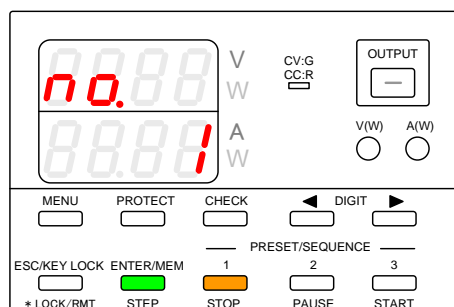 V
W
no.
A
W
1
CV:G
CC:R
OUTPUT
V(W) A(W)
MENU PROTECT CHECK ◀ DIGIT ▶
PRESET/SEQUENCE
ESC/KEY LOCK ENTER/MEM 1 2 3
* LOCK/RMT STEP STOP PAUSE START